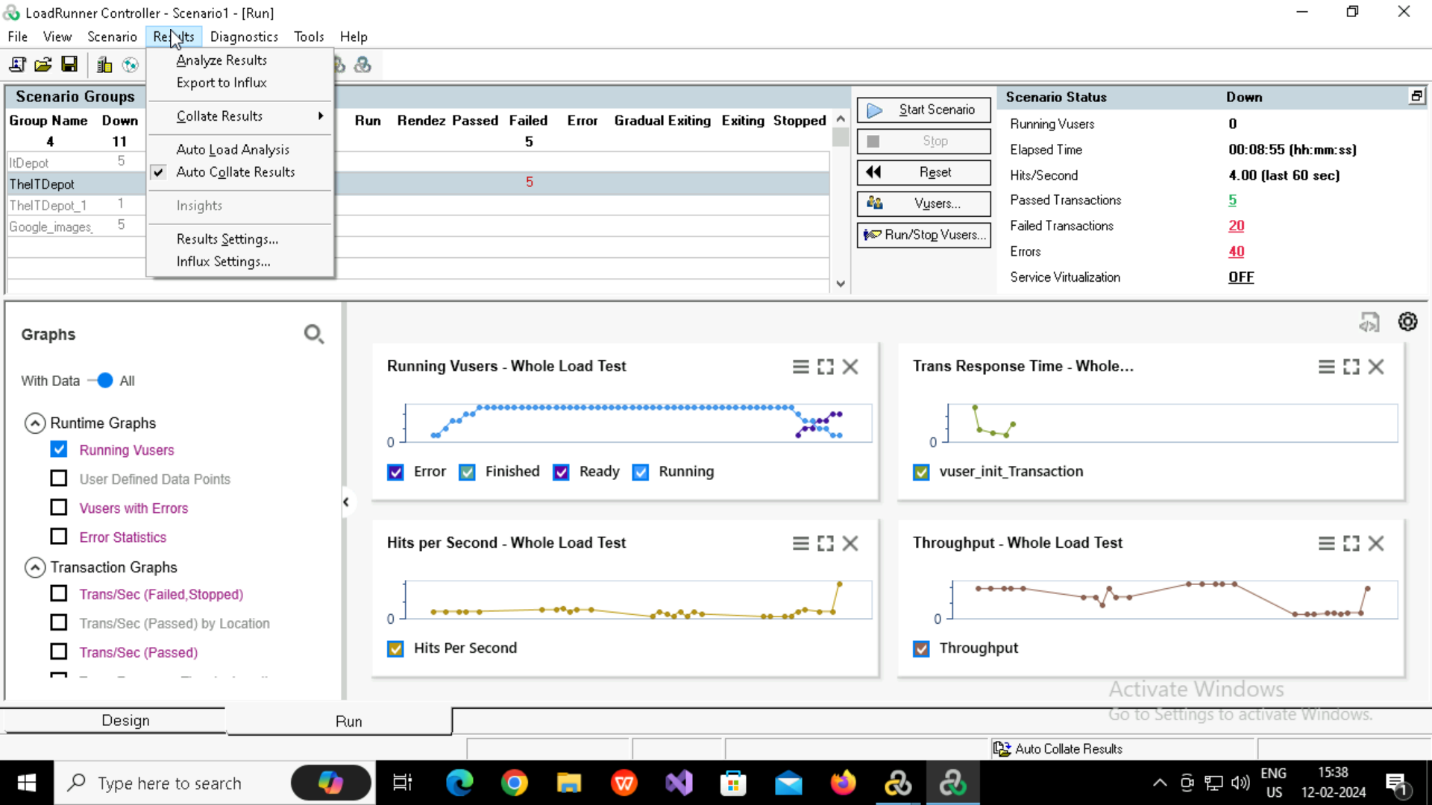 LoadRunner Controller - Scenario1 - [Run]
File View Scenario Results Diagnostics Tools Help
Analyze Results
Export to Influx
Collate Results
Auto Load Analysis
Auto Collate Results
Insights
Results Settings...
Influx Settings...
Scenario Groups
Group Name Down Run Rendez Passed Failed Error Gradual Exiting Exiting Stopped
4 11 5
ItDepot 5
TheITDepot 5
TheITDepot_1 1
Google_images_ 5
Start Scenario
Stop
Reset
Vusers...
Run/Stop Vusers...
Scenario Status Down
Running Vusers 0
Elapsed Time 00:08:55 (hh:mm:ss)
Hits/Second 4.00 (last 60 sec)
Passed Transactions 5
Failed Transactions 20
Errors 40
Service Virtualization OFF
Graphs
With Data All
Runtime Graphs
Running Vusers
User Defined Data Points
Vusers with Errors
Error Statistics
Transaction Graphs
Trans/Sec (Failed,Stopped)
Trans/Sec (Passed) by Location
Trans/Sec (Passed)
Running Vusers - Whole Load Test
0
Error Finished Ready Running
Trans Response Time - Whole...
0
vuser_init_Transaction
Hits per Second - Whole Load Test
0
Hits Per Second
Throughput - Whole Load Test
0
Throughput
Activate Windows
Go to Settings to activate Windows.
Design Run
Auto Collate Results
Type here to search
ENG
US
15:38
12-02-2024
1